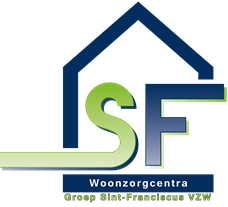 SF
Woonzorgcentra
Groep Sint-Franciscus VZW